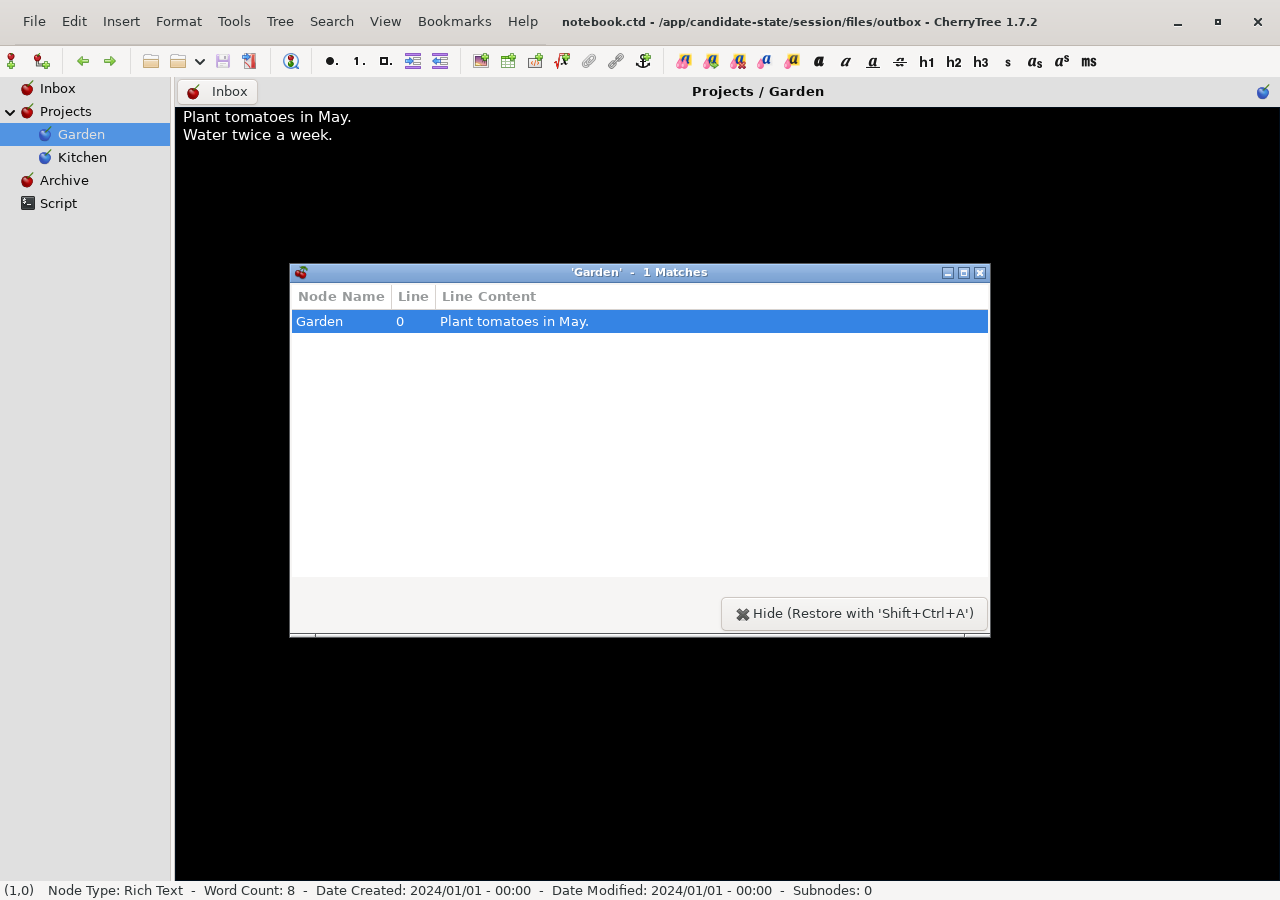 File Edit Insert Format Tools Tree Search View Bookmarks Help notebook.ctd - /app/candidate-state/session/files/outbox - CherryTree 1.7.2
1. a a a a a a a a h1 h2 h3 s as as ms
Inbox
Projects
Garden
Kitchen
Archive
Script
Inbox Projects / Garden
Plant tomatoes in May.
Water twice a week.
'Garden' - 1 Matches
Node Name Line Line Content
Garden 0 Plant tomatoes in May.
Hide (Restore with 'Shift+Ctrl+A')
(1,0) Node Type: Rich Text - Word Count: 8 - Date Created: 2024/01/01 - 00:00 - Date Modified: 2024/01/01 - 00:00 - Subnodes: 0